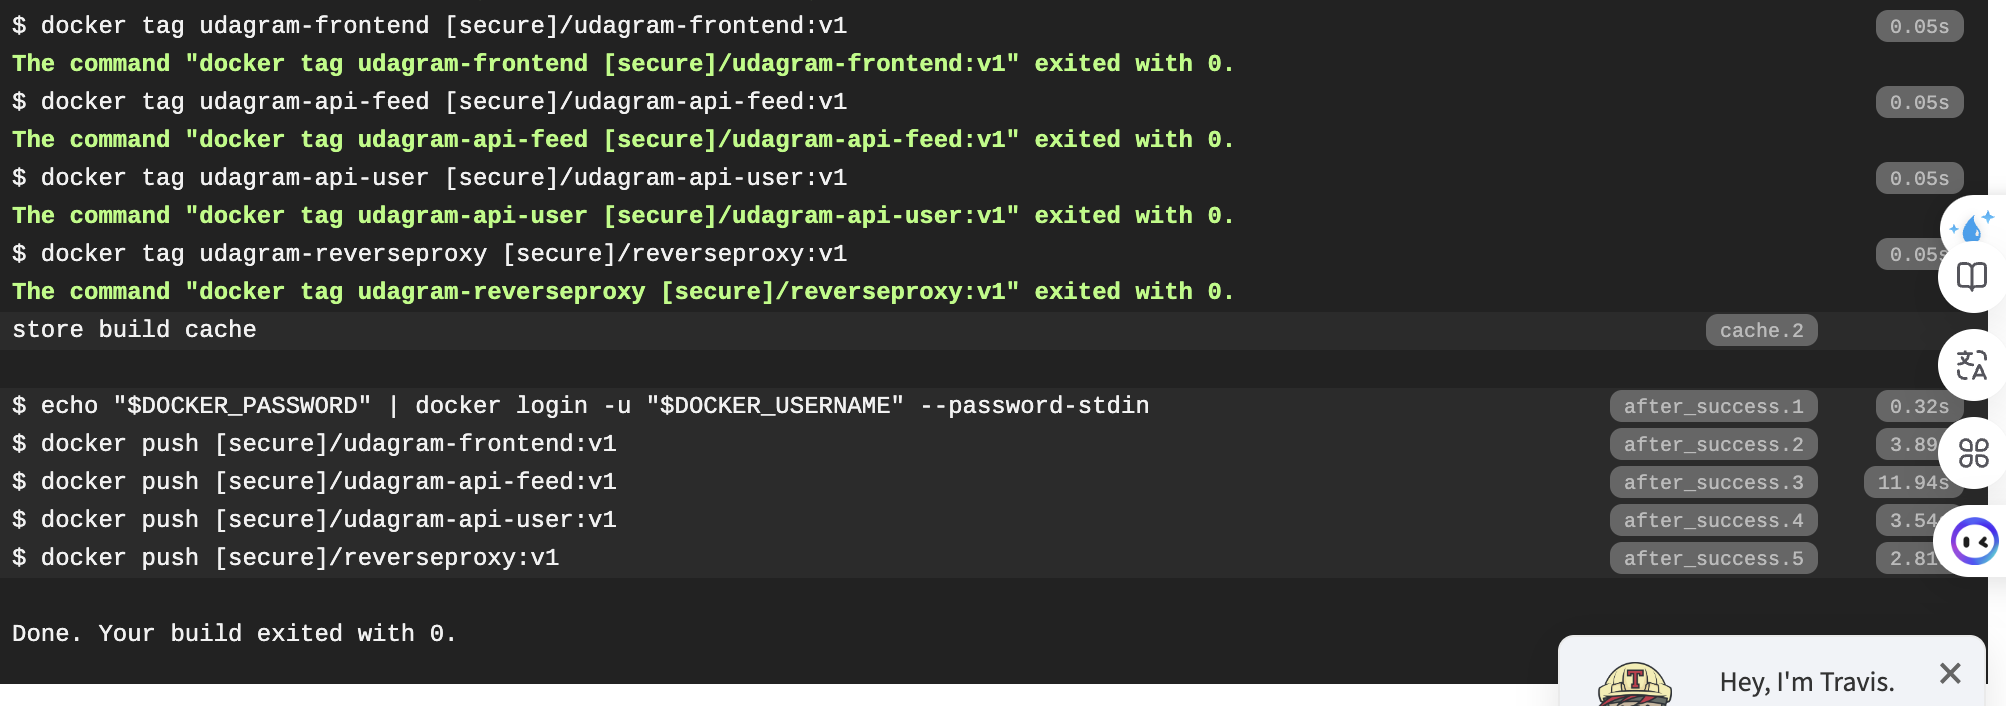 $ docker tag udagram-frontend [secure]/udagram-frontend:v1 0.05s
The command "docker tag udagram-frontend [secure]/udagram-frontend:v1" exited with 0.
$ docker tag udagram-api-feed [secure]/udagram-api-feed:v1 0.05s
The command "docker tag udagram-api-feed [secure]/udagram-api-feed:v1" exited with 0.
$ docker tag udagram-api-user [secure]/udagram-api-user:v1 0.05s
The command "docker tag udagram-api-user [secure]/udagram-api-user:v1" exited with 0.
$ docker tag udagram-reverseproxy [secure]/reverseproxy:v1 0.05s
The command "docker tag udagram-reverseproxy [secure]/reverseproxy:v1" exited with 0.
store build cache cache.2
$ echo "$DOCKER_PASSWORD" | docker login -u "$DOCKER_USERNAME" --password-stdin after_success.1 0.32s
$ docker push [secure]/udagram-frontend:v1 after_success.2 3.89
$ docker push [secure]/udagram-api-feed:v1 after_success.3 11.94s
$ docker push [secure]/udagram-api-user:v1 after_success.4 3.54
$ docker push [secure]/reverseproxy:v1 after_success.5 2.81
Done. Your build exited with 0.
T
Hey, I'm Travis.